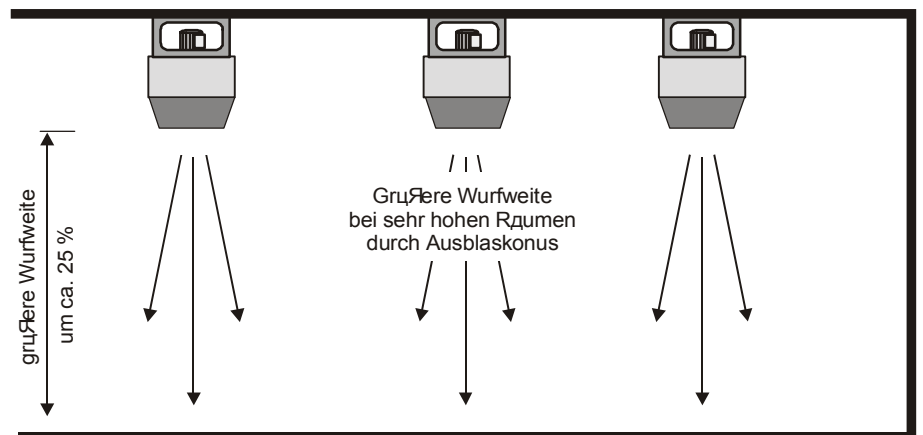 GrцЯere Wurfweite
bei sehr hohen Rдumen
durch Ausblaskonus
grцЯere Wurfweite
um ca. 25 %